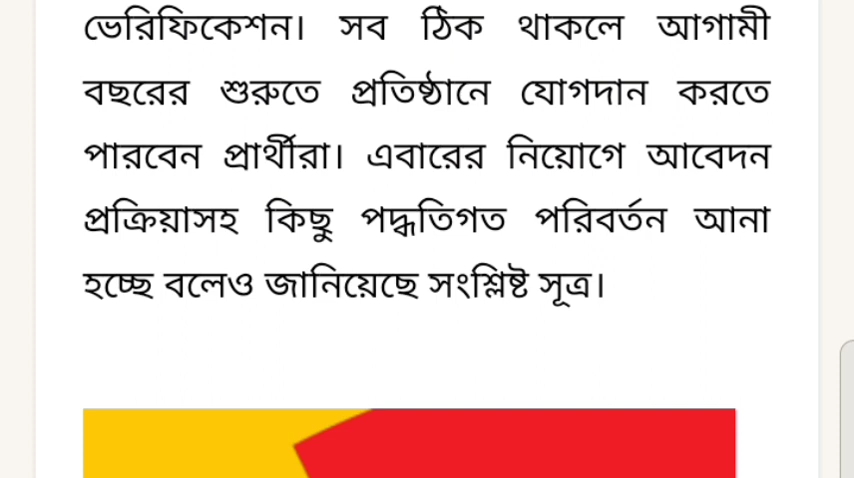 ভেরিফিকেশন। সব ঠিক থাকলে আগামী
বছরের শুরুতে প্রতিষ্ঠানে যোগদান করতে
পারবেন প্রার্থীরা। এবারের নিয়োগে আবেদন
প্রক্রিয়াসহ কিছু পদ্ধতিগত পরিবর্তন আনা
হচ্ছে বলেও জানিয়েছে সংশ্লিষ্ট সূত্র।